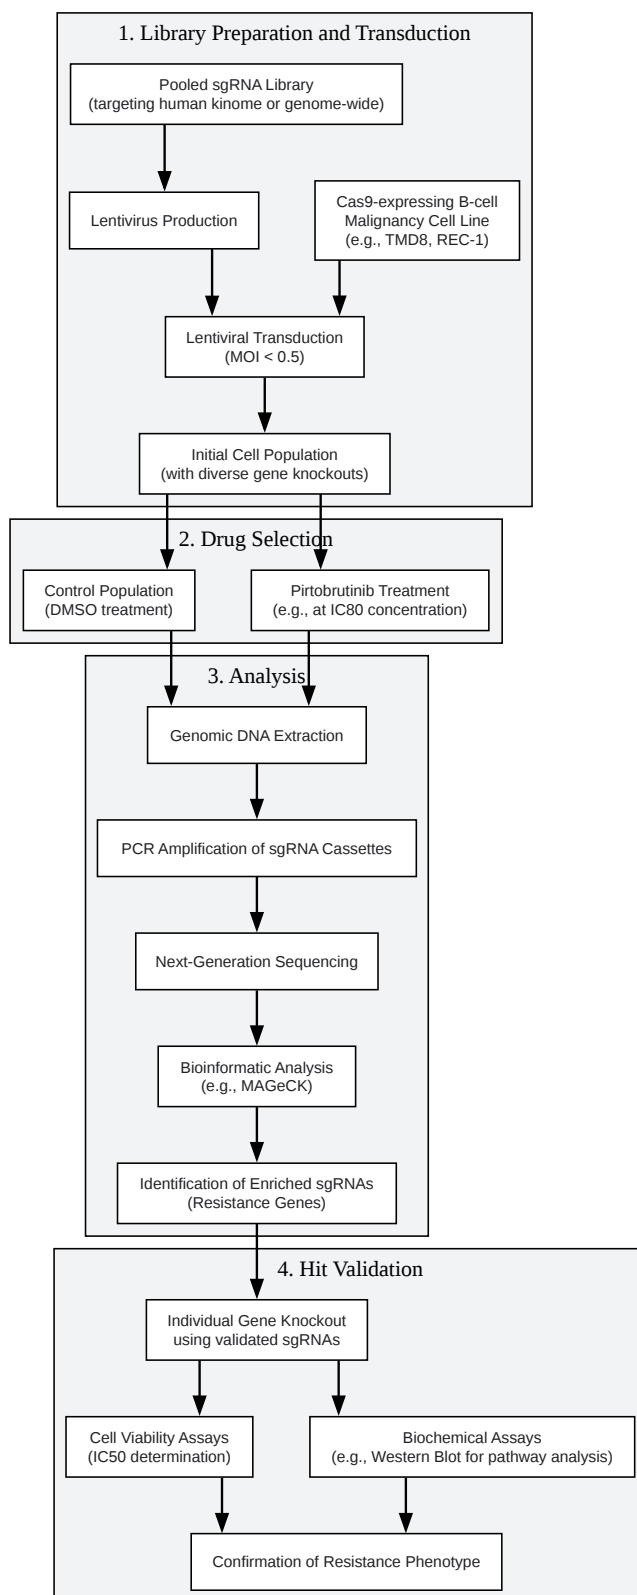 1. Library Preparation and Transduction
Pooled sgRNA Library
(targeting human kinome or genome-wide)
Lentivirus Production
Cas9-expressing B-cell
Malignancy Cell Line
(e.g., TMD8, REC-1)
Lentiviral Transduction
(MOI < 0.5)
Initial Cell Population
(with diverse gene knockouts)
2. Drug Selection
Control Population
(DMSO treatment)
Pirtobrutinib Treatment
(e.g., at IC80 concentration)
3. Analysis
Genomic DNA Extraction
PCR Amplification of sgRNA Cassettes
Next-Generation Sequencing
Bioinformatic Analysis
(e.g., MAGeCK)
Identification of Enriched sgRNAs
(Resistance Genes)
4. Hit Validation
Individual Gene Knockout
using validated sgRNAs
Cell Viability Assays
(IC50 determination)
Biochemical Assays
(e.g., Western Blot for pathway analysis)
Confirmation of Resistance Phenotype